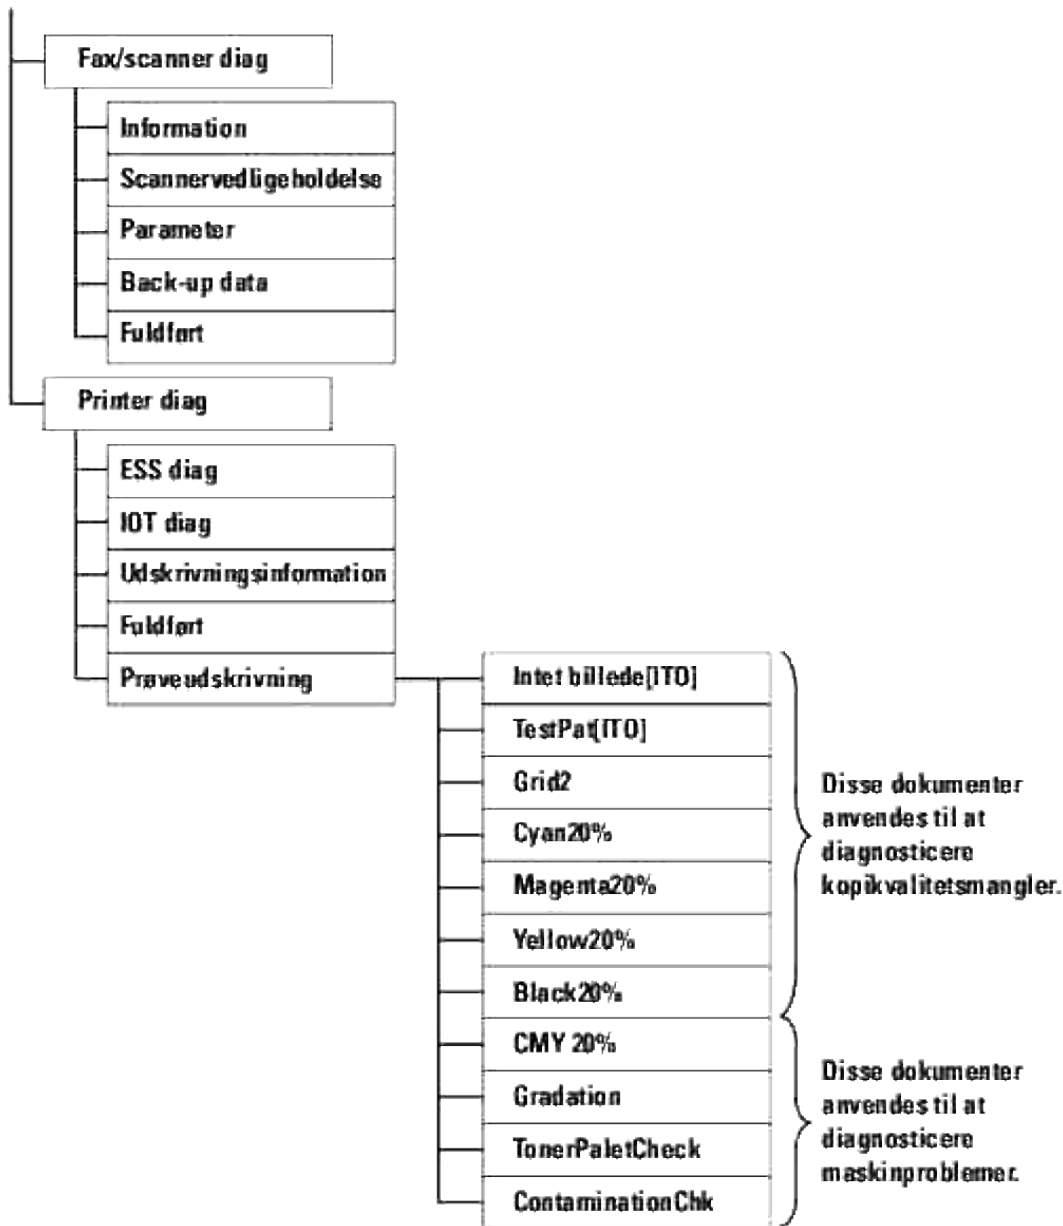 Fax/scanner diag
Information
Scannervedligeholdelse
Parameter
Back-up data
Fuldført
Printer diag
ESS diag
IOT diag
Udskrivningsinformation
Fuldført
Prøveudskrivning
Intet billede[ITO]
TestPat[ITO]
Grid2
Cyan20%
Magenta20%
Yellow20%
Black20%
Disse dokumenter
anvendes til at
diagnosticere
kopikvalitetsmangler.
CMY 20%
Gradation
TonerPaletCheck
ContaminationChk
Disse dokumenter
anvendes til at
diagnosticere
maskinproblemer.